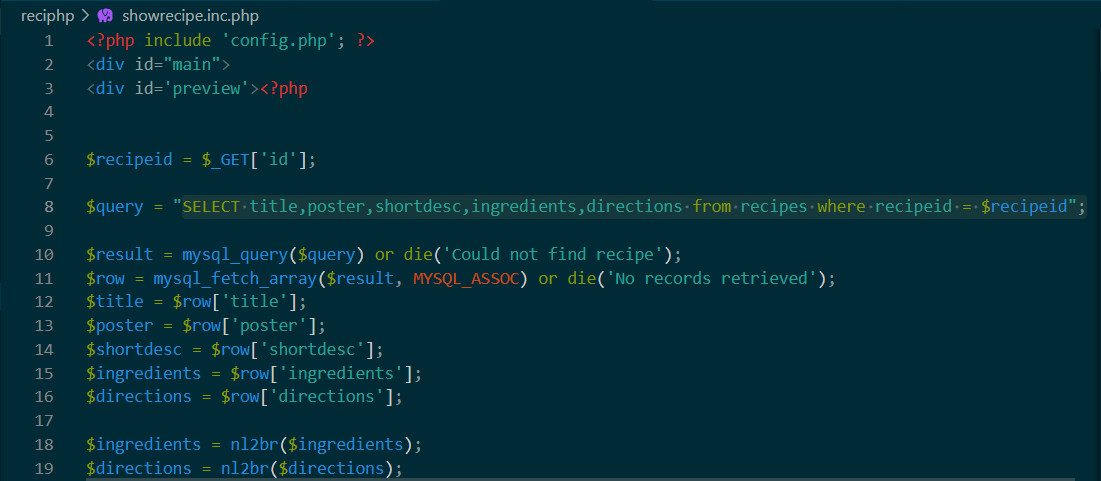 reciphp > showrecipe.inc.php
1 <?php include 'config.php'; ?>
2 <div id="main">
3 <div id='preview'><?php
4
5
6 $recipeid = $_GET['id'];
7
8 $query = "SELECT·title,poster,shortdesc,ingredients,directions·from·recipes·where·recipeid·=·$recipeid";
9
10 $result = mysql_query($query) or die('Could not find recipe');
11 $row = mysql_fetch_array($result, MYSQL_ASSOC) or die('No records retrieved');
12 $title = $row['title'];
13 $poster = $row['poster'];
14 $shortdesc = $row['shortdesc'];
15 $ingredients = $row['ingredients'];
16 $directions = $row['directions'];
17
18 $ingredients = nl2br($ingredients);
19 $directions = nl2br($directions);